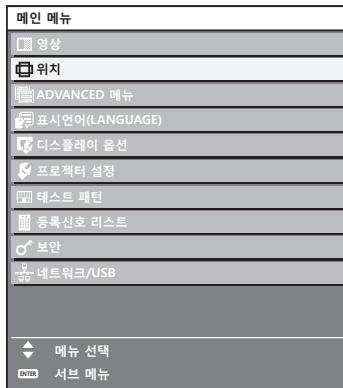 메인 메뉴
영상
위치
ADVANCED 메뉴
표시언어(LANGUAGE)
디스플레이 옵션
프로젝터 설정
테스트 패턴
등록신호 리스트
보안
네트워크/USB
메뉴 선택
ENTER 서브 메뉴